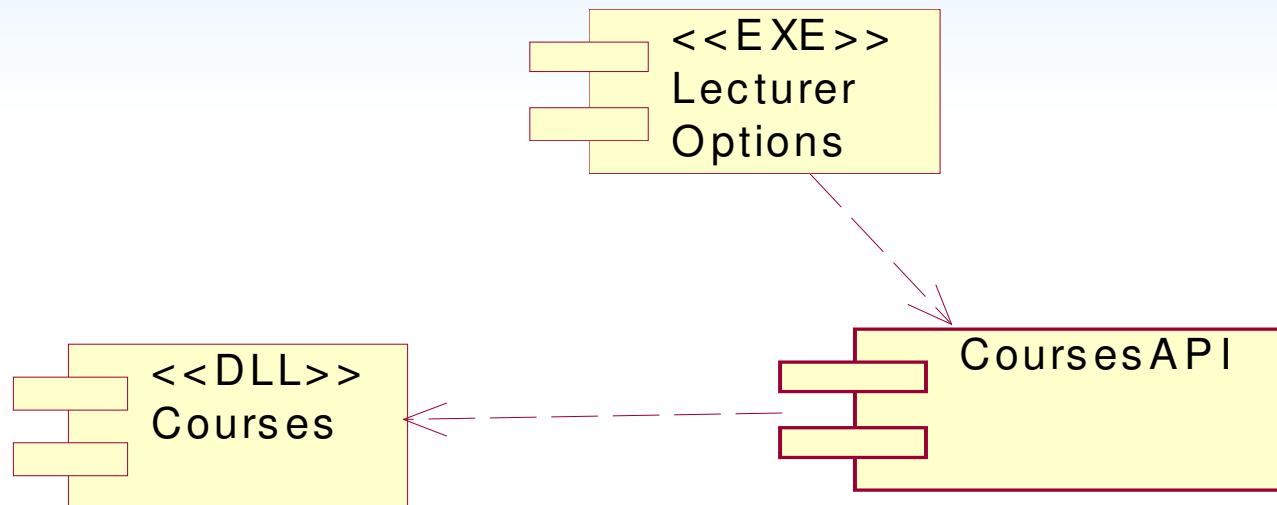 <<EXE>>
Lecturer
Options
<<DLL>>
Courses
CoursesAPI